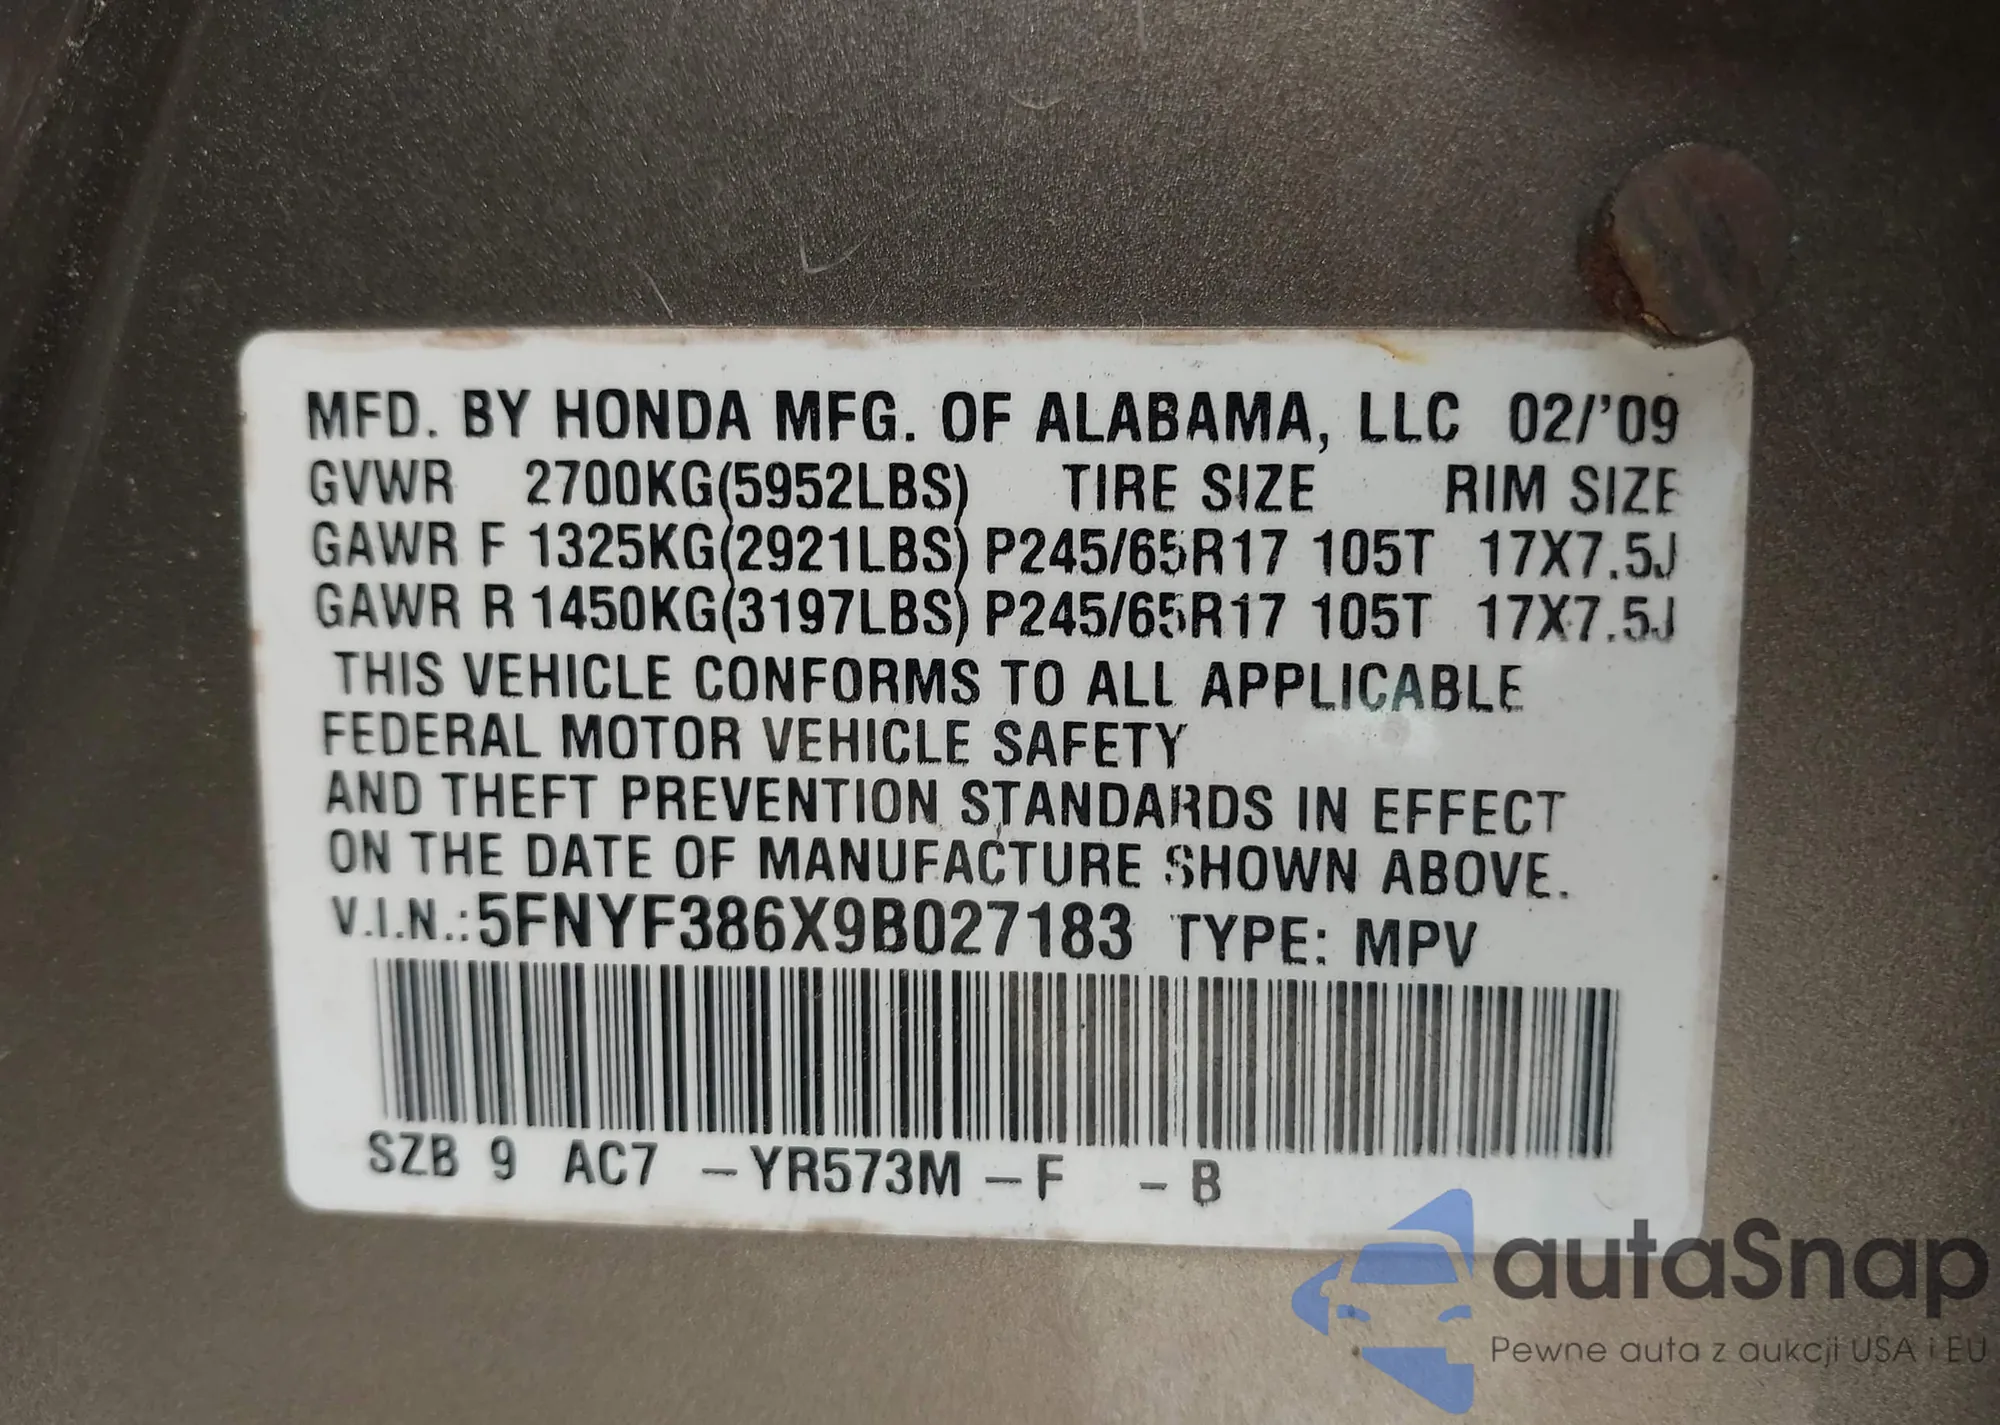 MFD. BY HONDA MFG. OF ALABAMA, LLC 02/'09
GVWR 2700KG(5952LBS) TIRE SIZE RIM SIZE
GAWR F 1325KG(2921LBS) P245/65R17 105T 17X7.5J
GAWR R 1450KG(3197LBS) P245/65R17 105T 17X7.5J
THIS VEHICLE CONFORMS TO ALL APPLICABLE
FEDERAL MOTOR VEHICLE SAFETY
AND THEFT PREVENTION STANDARDS IN EFFECT
ON THE DATE OF MANUFACTURE SHOWN ABOVE.
V.I.N.:5FNYF386X9B027183 TYPE: MPV
SZB 9 AC7 -YR573M -F -B
autaSnap
Pewne auta z aukcji USA i EU